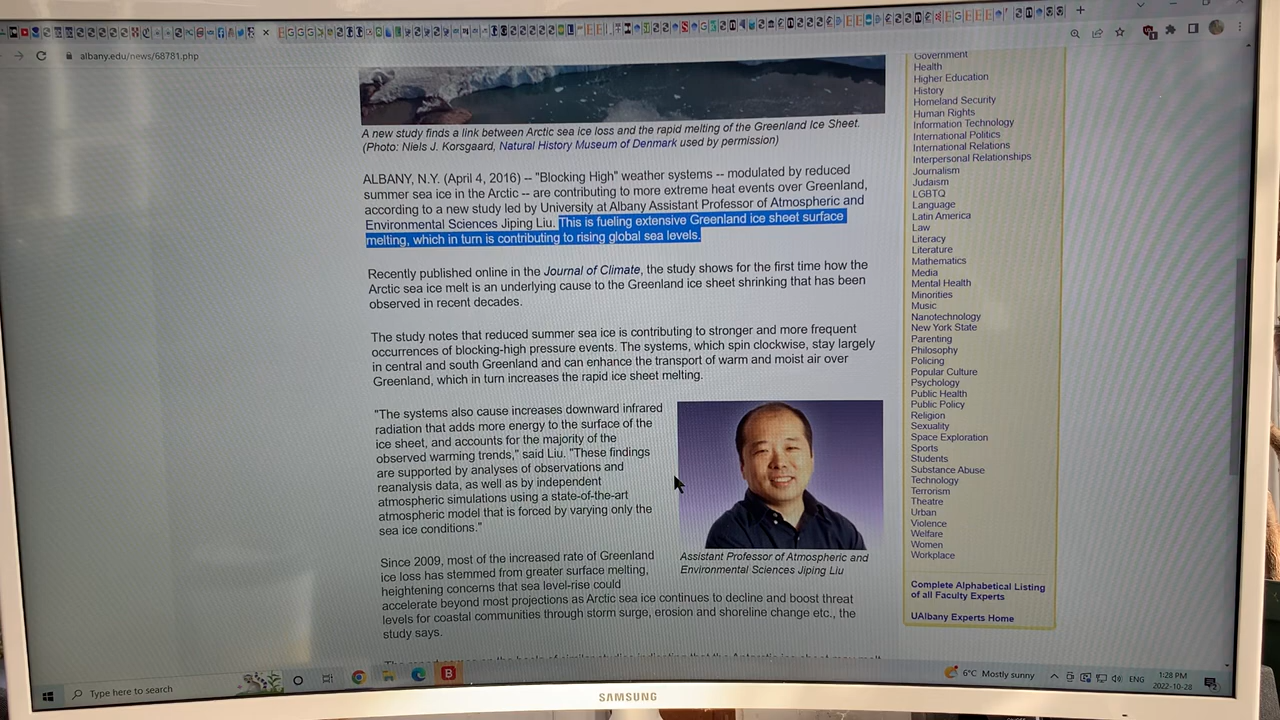 albany.edu/news/68781.php
A new study finds a link between Arctic sea ice loss and the rapid melting of the Greenland Ice Sheet.
(Photo: Niels J. Korsgaard, Natural History Museum of Denmark used by permission)
ALBANY, N.Y. (April 4, 2016) -- "Blocking High" weather systems -- modulated by reduced
summer sea ice in the Arctic -- are contributing to more extreme heat events over Greenland,
according to a new study led by University at Albany Assistant Professor of Atmospheric and
Environmental Sciences Jiping Liu. This is fueling extensive Greenland ice sheet surface
melting, which in turn is contributing to rising global sea levels.
Recently published online in the Journal of Climate, the study shows for the first time how the
Arctic sea ice melt is an underlying cause to the Greenland ice sheet shrinking that has been
observed in recent decades.
The study notes that reduced summer sea ice is contributing to stronger and more frequent
occurrences of blocking-high pressure events. The systems, which spin clockwise, stay largely
in central and south Greenland and can enhance the transport of warm and moist air over
Greenland, which in turn increases the rapid ice sheet melting.
"The systems also cause increases downward infrared
radiation that adds more energy to the surface of the
ice sheet, and accounts for the majority of the
observed warming trends," said Liu. "These findings
are supported by analyses of observations and
reanalysis data, as well as by independent
atmospheric simulations using a state-of-the-art
atmospheric model that is forced by varying only the
sea ice conditions."
Assistant Professor of Atmospheric and
Environmental Sciences Jiping Liu
Since 2009, most of the increased rate of Greenland
ice loss has stemmed from greater surface melting,
heightening concerns that sea level-rise could
accelerate beyond most projections as Arctic sea ice continues to decline and boost threat
levels for coastal communities through storm surge, erosion and shoreline change etc., the
study says.
Government
Health
Higher Education
History
Homeland Security
Human Rights
Information Technology
International Politics
International Relations
Interpersonal Relationships
Journalism
Judaism
LGBTQ
Language
Latin America
Law
Literacy
Literature
Mathematics
Media
Mental Health
Minorities
Music
Nanotechnology
New York State
Parenting
Philosophy
Policing
Popular Culture
Psychology
Public Health
Public Policy
Religion
Sexuality
Space Exploration
Sports
Students
Substance Abuse
Technology
Terrorism
Theatre
Urban
Violence
Welfare
Women
Workplace
Complete Alphabetical Listing
of all Faculty Experts
UAlbany Experts Home
Type here to search
6°C Mostly sunny
ENG
1:28 PM
2022-10-28
SAMSUNG